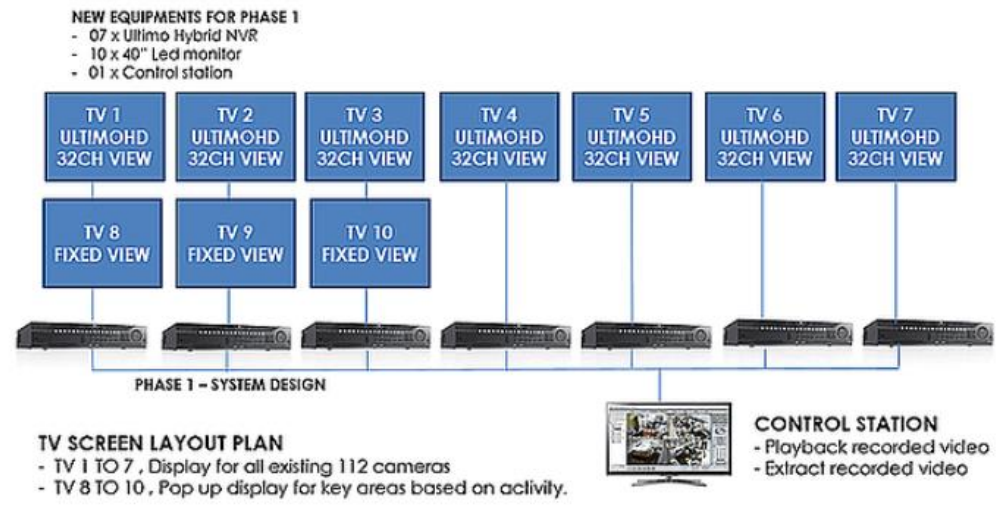 NEW EQUIPMENTS FOR PHASE 1
- 07 x Ultimo Hybrid NVR
- 10 x 40" Led monitor
- 01 x Control station
TV 1
ULTIMOHD
32CH VIEW
TV 2
ULTIMOHD
32CH VIEW
TV 3
ULTIMOHD
32CH VIEW
TV 4
ULTIMOHD
32CH VIEW
TV 5
ULTIMOHD
32CH VIEW
TV 6
ULTIMOHD
32CH VIEW
TV 7
ULTIMOHD
32CH VIEW
TV 8
FIXED VIEW
TV 9
FIXED VIEW
TV 10
FIXED VIEW
PHASE 1 – SYSTEM DESIGN
TV SCREEN LAYOUT PLAN
- TV 1 TO 7 , Display for all existing 112 cameras
- TV 8 TO 10 , Pop up display for key areas based on activity.
CONTROL STATION
- Playback recorded video
- Extract recorded video